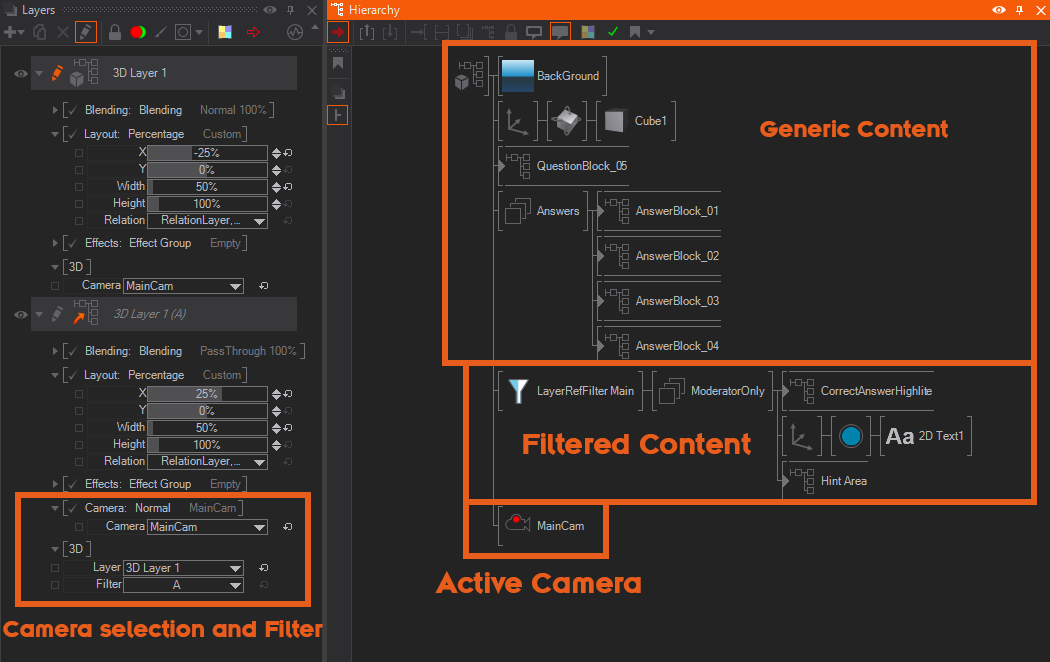 Layers
3D Layer 1
Blending: Blending Normal 100%
Layout: Percentage Custom
X -25%
Y 0%
Width 50%
Height 100%
Relation RelationLayer,...
Effects: Effect Group Empty
3D
Camera MainCam
3D Layer 1 (A)
Blending: Blending PassThrough 100%
Layout: Percentage Custom
X 25%
Y 0%
Width 50%
Height 100%
Relation RelationLayer,...
Effects: Effect Group Empty
Camera: Normal MainCam
Camera MainCam
3D
Layer 3D Layer 1
Filter A
Camera selection and Filter
Hierarchy
BackGround
Cube1
Generic Content
QuestionBlock_05
Answers AnswerBlock_01
AnswerBlock_02
AnswerBlock_03
AnswerBlock_04
LayerRefFilter Main ModeratorOnly CorrectAnswerHighlite
Filtered Content
Aa 2D Text1
Hint Area
MainCam
Active Camera